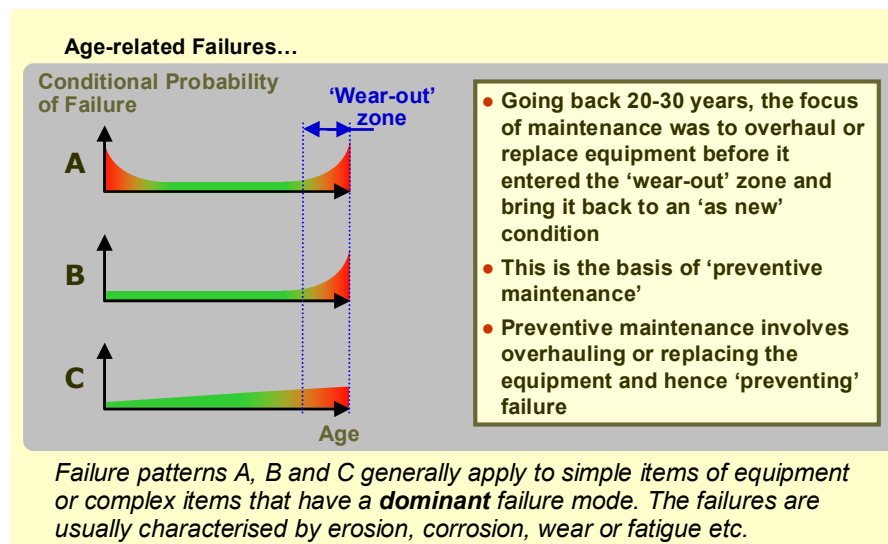 Age-related Failures…
Conditional Probability
of Failure
‘Wear-out’
zone
A
B
C
Age
● Going back 20-30 years, the focus
of maintenance was to overhaul or
replace equipment before it
entered the ‘wear-out’ zone and
bring it back to an ‘as new’
condition
● This is the basis of ‘preventive
maintenance’
● Preventive maintenance involves
overhauling or replacing the
equipment and hence ‘preventing’
failure
Failure patterns A, B and C generally apply to simple items of equipment
or complex items that have a dominant failure mode. The failures are
usually characterised by erosion, corrosion, wear or fatigue etc.